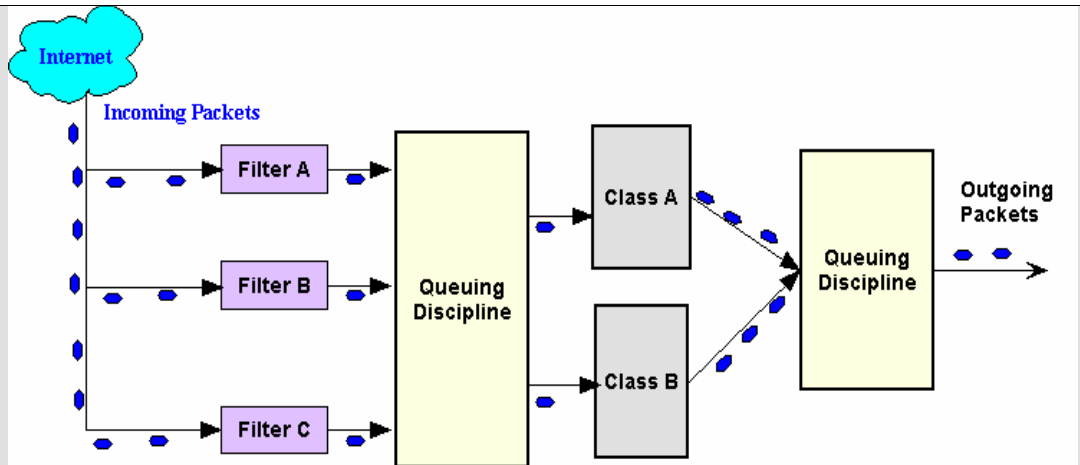 Internet
Incoming Packets
Filter A
Filter B
Filter C
Queuing
Discipline
Class A
Class B
Queuing
Discipline
Outgoing
Packets